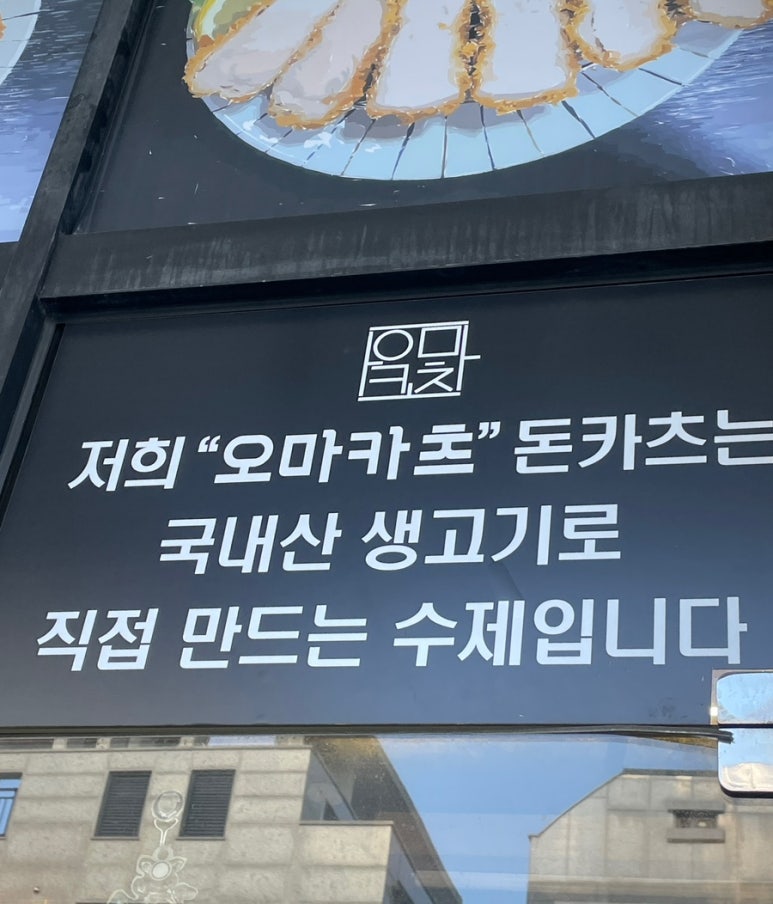 오마
카츠
저희 “오마카츠” 돈카츠는
국내산 생고기로
직접 만드는 수제입니다